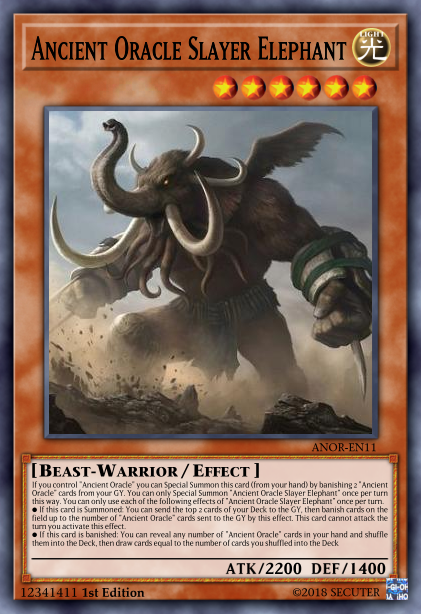 ANCIENT ORACLE SLAYER ELEPHANT
LIGHT
光
ANOR-EN11
[BEAST-WARRIOR / EFFECT ]
If you control "Ancient Oracle" you can Special Summon this card (from your hand) by banishing 2 "Ancient
Oracle" cards from your GY. You can only Special Summon "Ancient Oracle Slayer Elephant" once per turn
this way. You can only use each of the following effects of "Ancient Oracle Slayer Elephant" once per turn.
● If this card is Summoned: You can send the top 2 cards of your Deck to the GY, then banish cards on the
field up to the number of "Ancient Oracle" cards sent to the GY by this effect. This card cannot attack the
turn you activate this effect.
● If this card is banished: You can reveal any number of "Ancient Oracle" cards in your hand and shuffle
them into the Deck, then draw cards equal to the number of cards you shuffled into the Deck
ATK/2200 DEF/1400
12341411 1st Edition
©2018 SECUTER